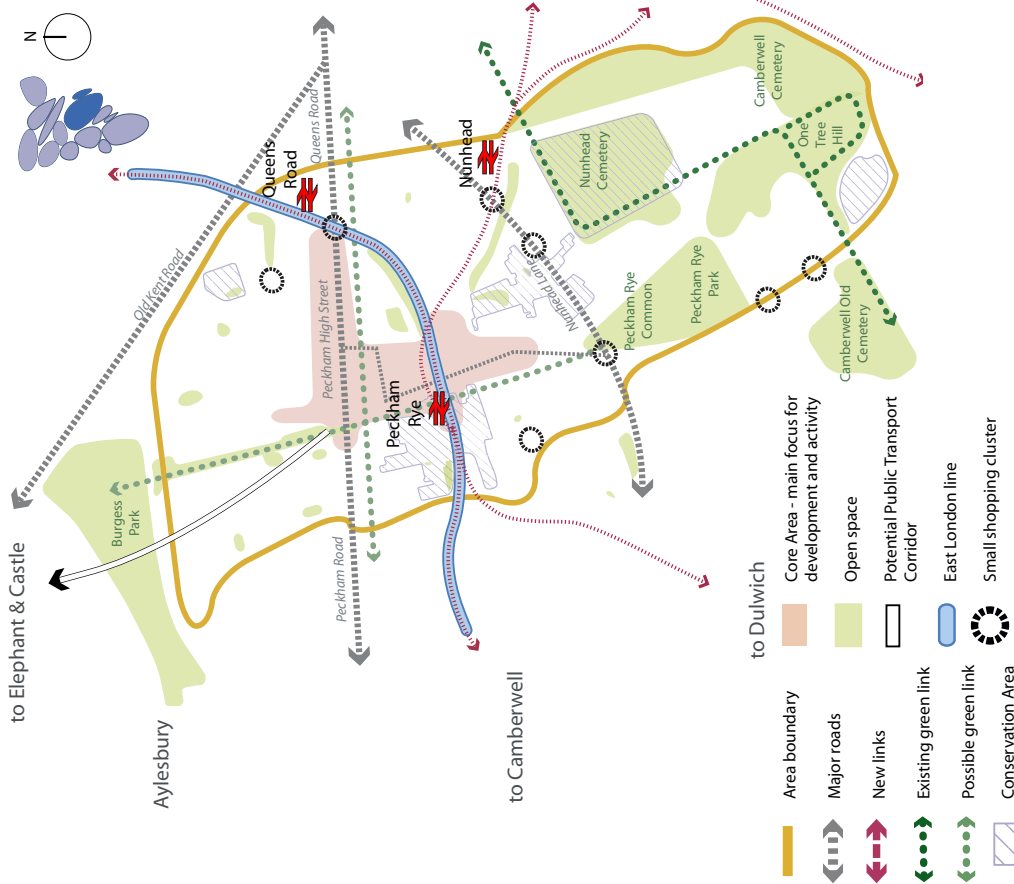 N
to Elephant & Castle
Aylesbury
to Camberwell
to Dulwich
Burgess
Park
Old Kent Road
Queens Road
Queens
Road
Peckham High Street
Peckham Road
Peckham
Rye
Nunhead
Nunhead Lane
Nunhead
Cemetery
Peckham Rye
Common
Peckham Rye
Park
Camberwell
Cemetery
One
Tree
Hill
Camberwell Old
Cemetery
Area boundary
Major roads
New links
Existing green link
Possible green link
Conservation Area
Core Area - main focus for
development and activity
Open space
Potential Public Transport
Corridor
East London line
Small shopping cluster